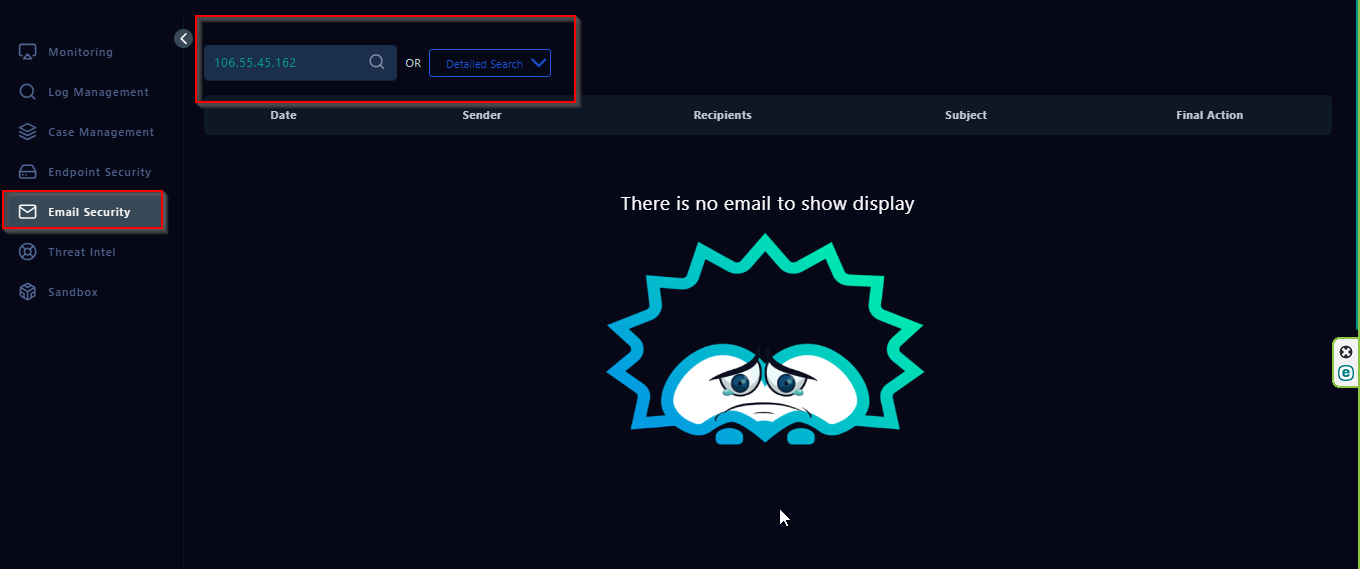 Monitoring
Log Management
Case Management
Endpoint Security
Email Security
Threat Intel
Sandbox
106.55.45.162 OR Detailed Search
Date Sender Recipients Subject Final Action
There is no email to show display
e